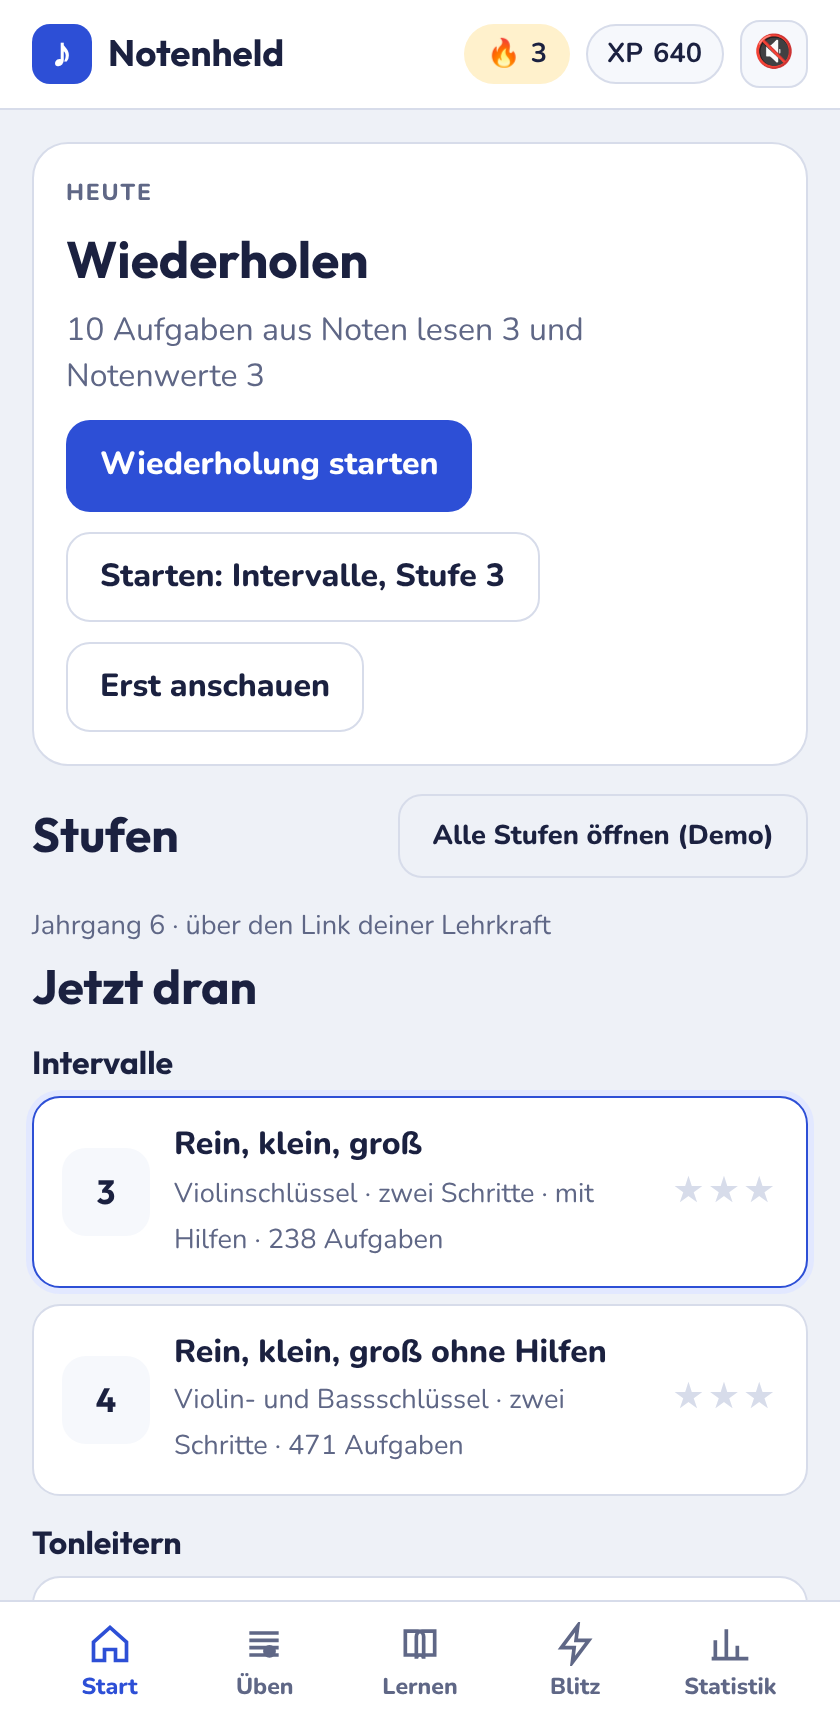 Notenheld
3
XP 640
HEUTE
Wiederholen
10 Aufgaben aus Noten lesen 3 und
Notenwerte 3
Wiederholung starten
Starten: Intervalle, Stufe 3
Erst anschauen
Stufen
Alle Stufen öffnen (Demo)
Jahrgang 6 · über den Link deiner Lehrkraft
Jetzt dran
Intervalle
3
Rein, klein, groß
Violinschlüssel · zwei Schritte · mit
Hilfen · 238 Aufgaben
4
Rein, klein, groß ohne Hilfen
Violin- und Bassschlüssel · zwei
Schritte · 471 Aufgaben
Tonleitern
Start
Üben
Lernen
Blitz
Statistik